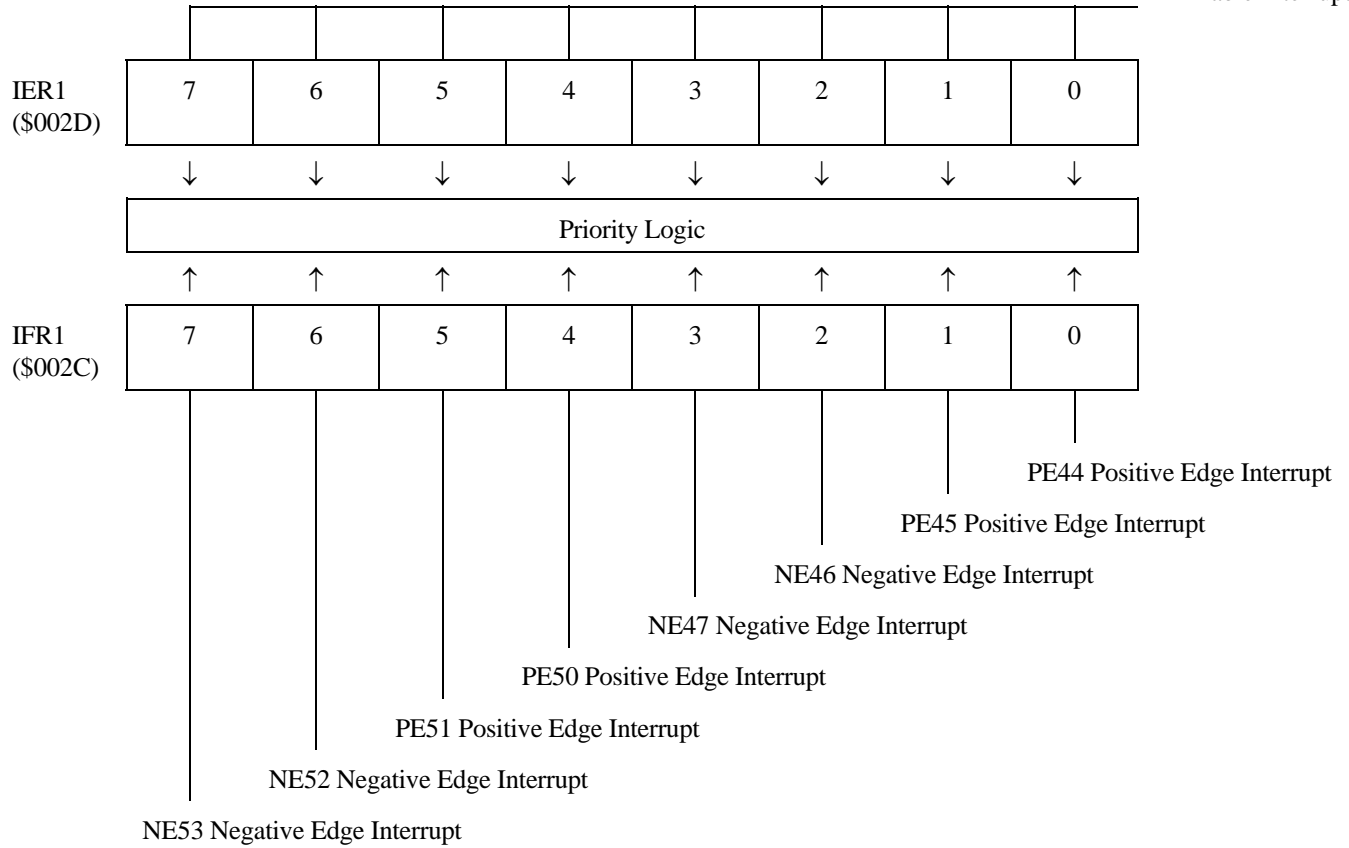 IER1 7 6 5 4 3 2 1 0
($002D)
↓ ↓ ↓ ↓ ↓ ↓ ↓ ↓
Priority Logic
↑ ↑ ↑ ↑ ↑ ↑ ↑ ↑
IFR1 7 6 5 4 3 2 1 0
($002C)
PE44 Positive Edge Interrupt
PE45 Positive Edge Interrupt
NE46 Negative Edge Interrupt
NE47 Negative Edge Interrupt
PE50 Positive Edge Interrupt
PE51 Positive Edge Interrupt
NE52 Negative Edge Interrupt
NE53 Negative Edge Interrupt